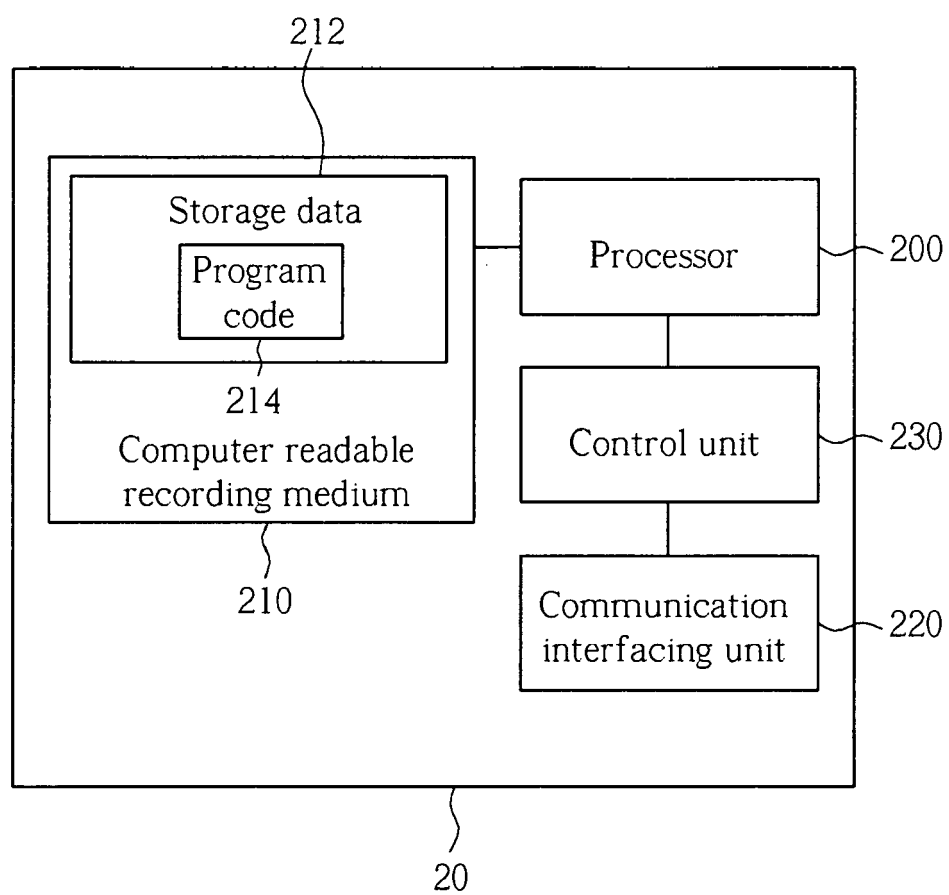 212
Storage data
Program
code
214
Computer readable
recording medium
210
Processor
200
Control unit
230
Communication
interfacing unit
220
20